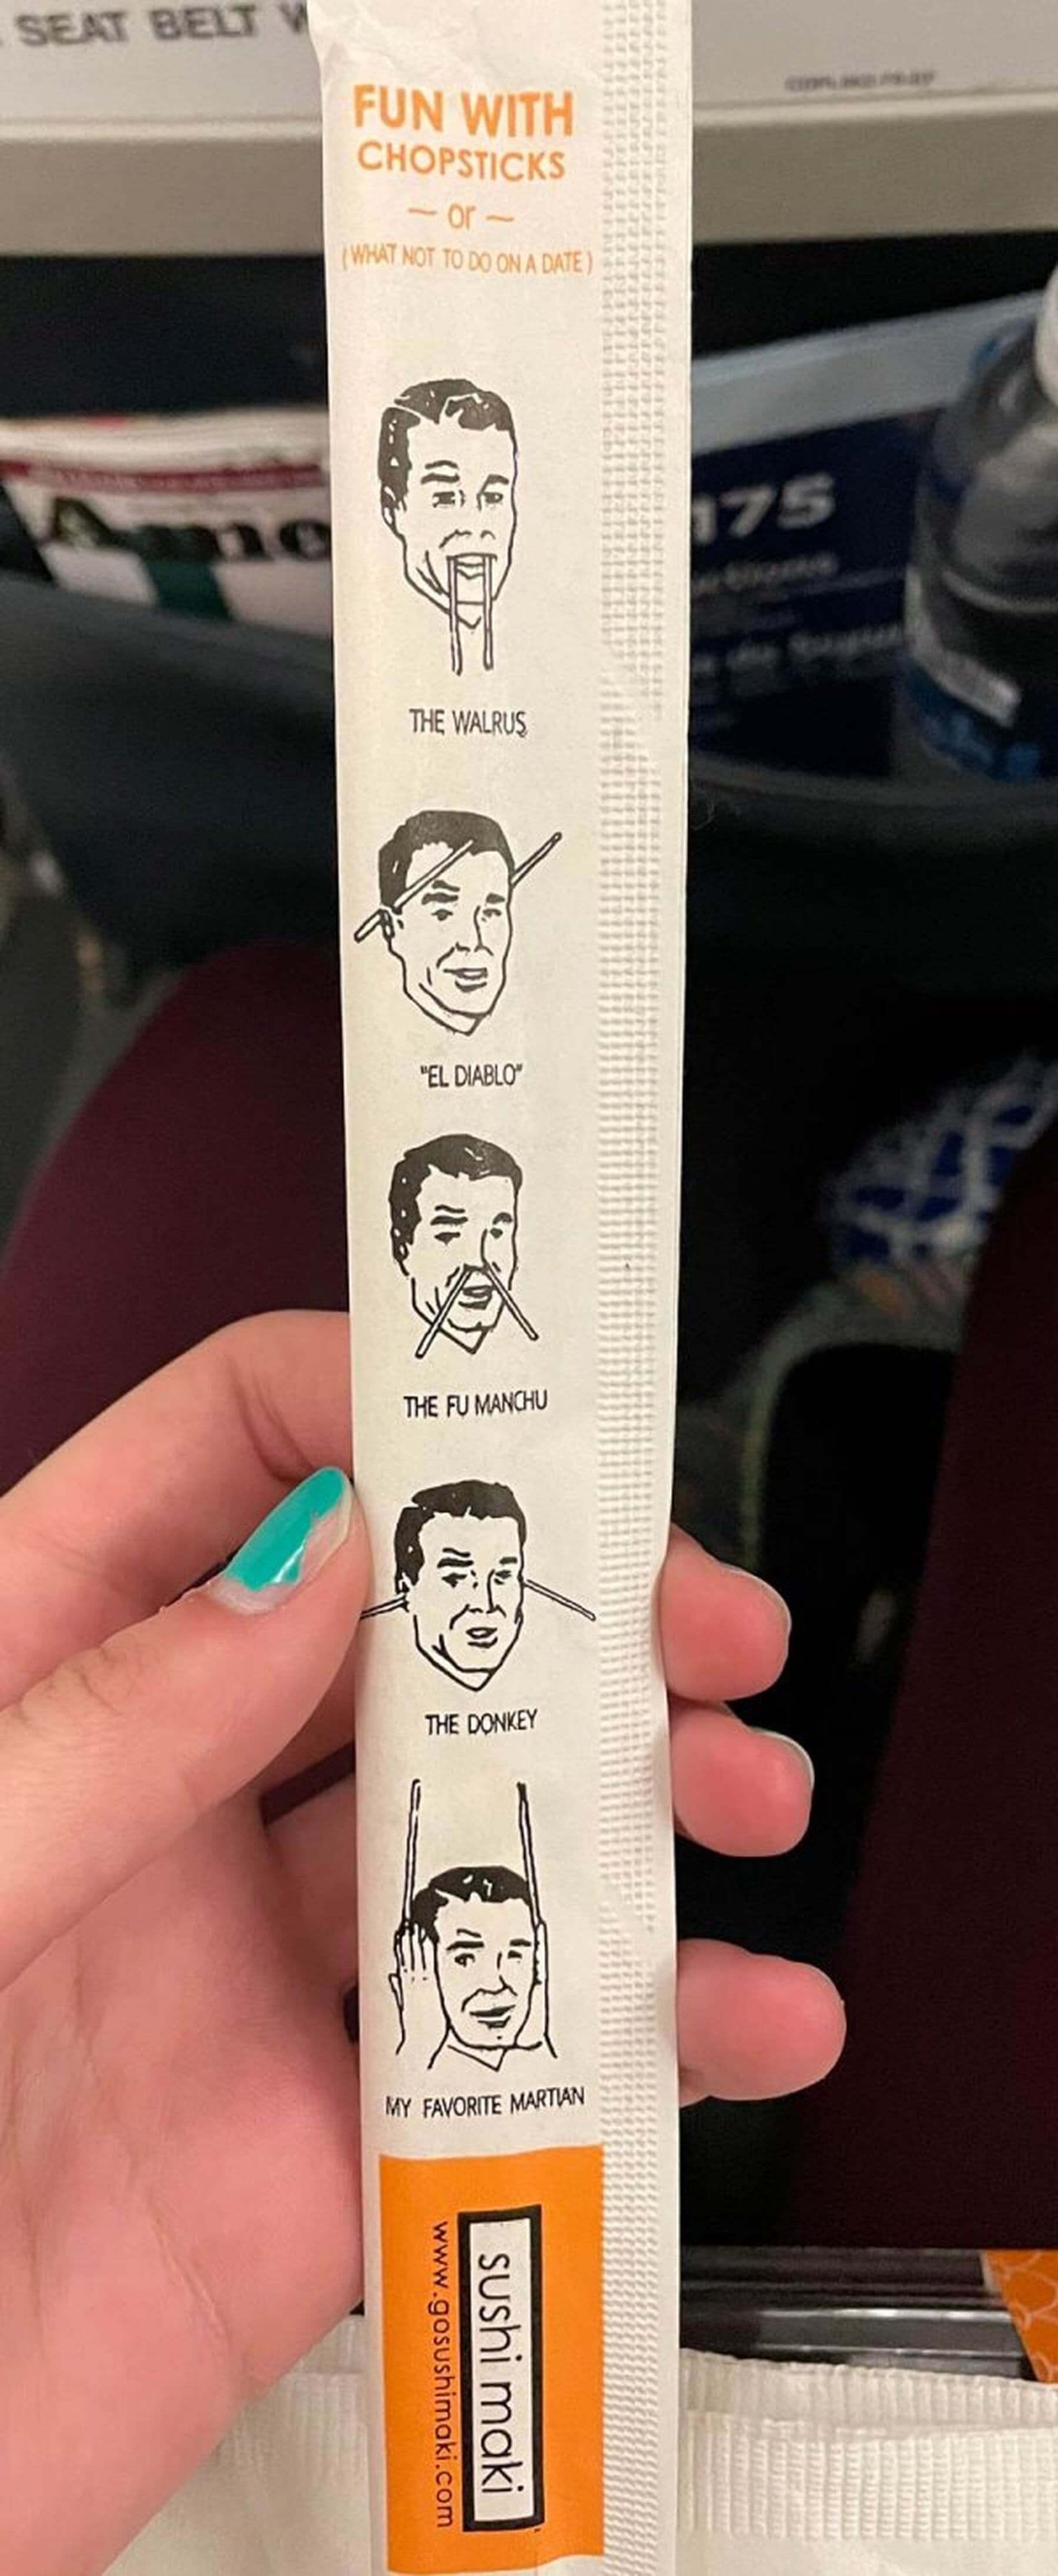 SEAT BELT W
FUN WITH
CHOPSTICKS
~ or ~
(WHAT NOT TO DO ON A DATE)
Ame
175
THE WALRUS
"EL DIABLO"
THE FU MANCHU
THE DONKEY
MY FAVORITE MARTIAN
sushi maki
www.gosushimaki.com